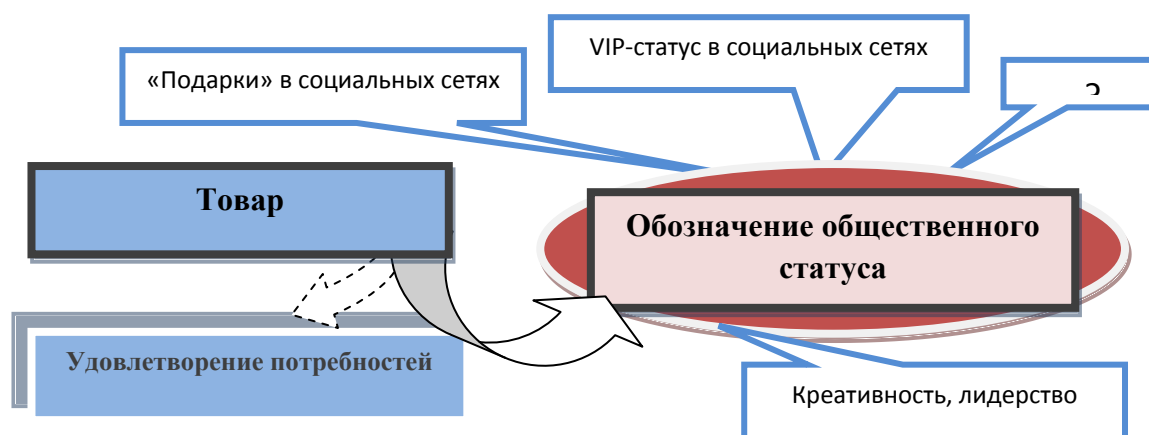 VIP-статус в социальных сетях
«Подарки» в социальных сетях
Товар
Обозначение общественного
статуса
Удовлетворение потребностей
Креативность, лидерство